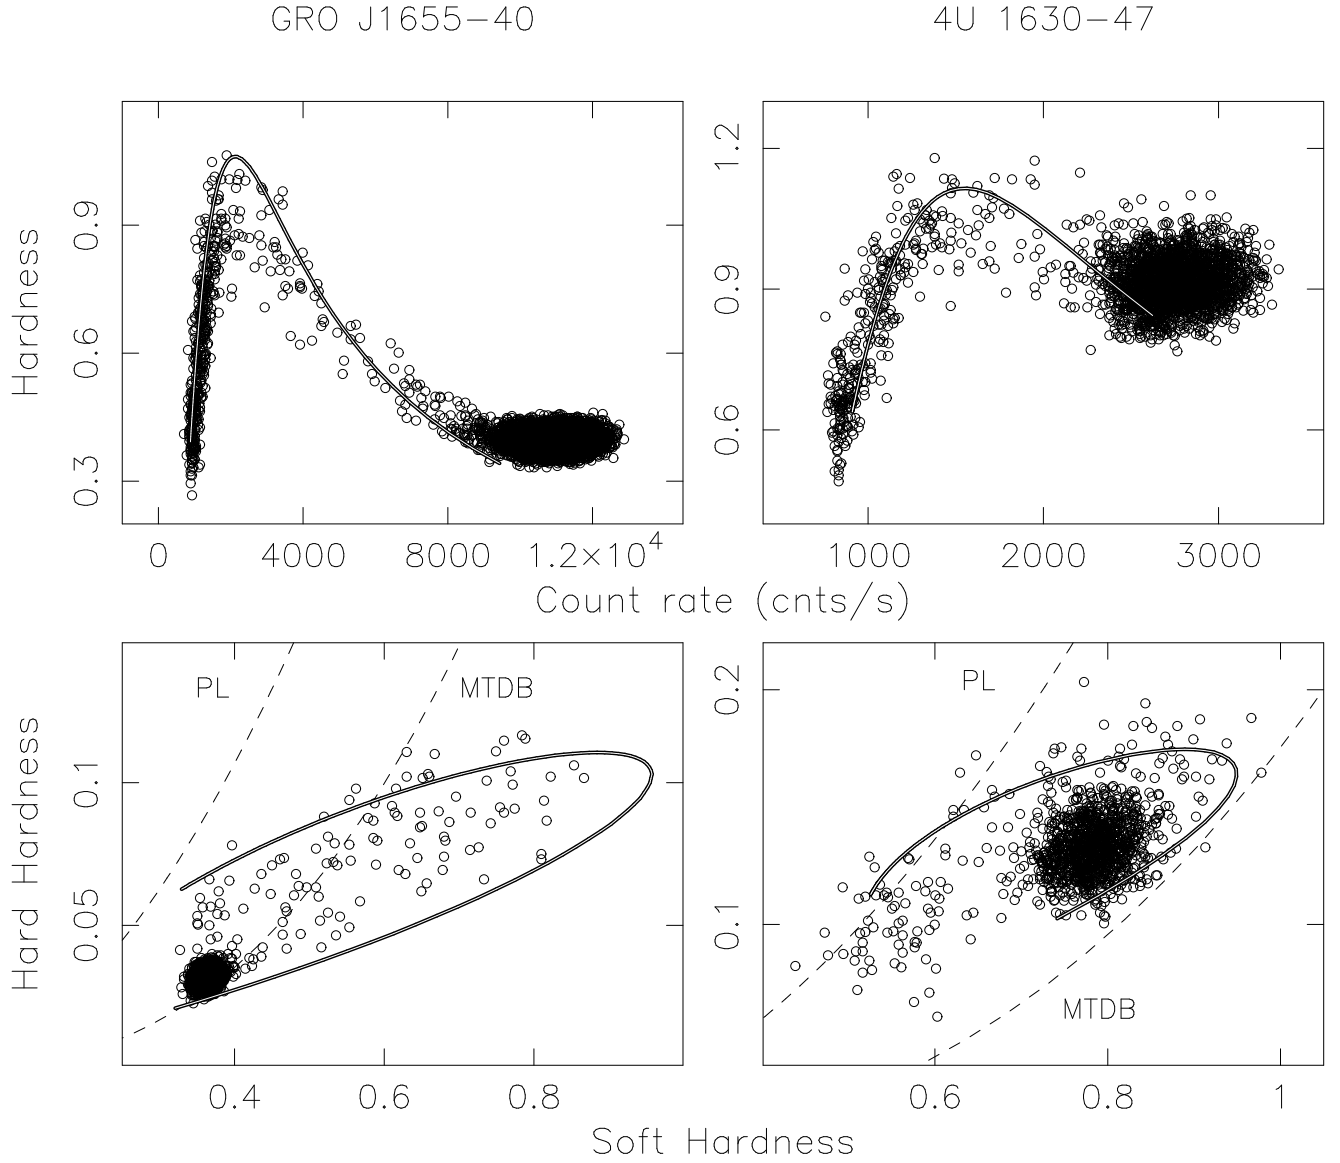 GRO J1655−40
4U 1630−47
Hardness
0.9
0.6
0.3
1.2
0.9
0.6
0 4000 8000 1.2×10⁴
1000 2000 3000
Count rate (cnts/s)
Hard Hardness
0.1
0.05
PL
MTDB
0.2
0.1
PL
MTDB
0.4 0.6 0.8
0.6 0.8 1
Soft Hardness